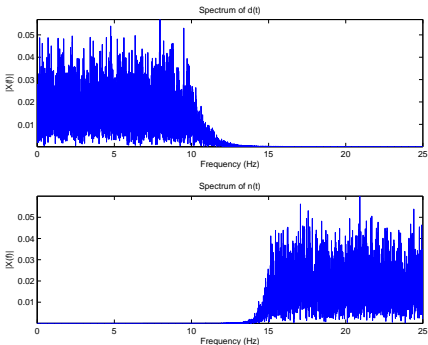 Spectrum of d(t)
0.05
0.04
0.03
0.02
0.01
|X(f)|
0 5 10 15 20 25
Frequency (Hz)
Spectrum of n(t)
0.05
0.04
0.03
0.02
0.01
|X(f)|
0 5 10 15 20 25
Frequency (Hz)